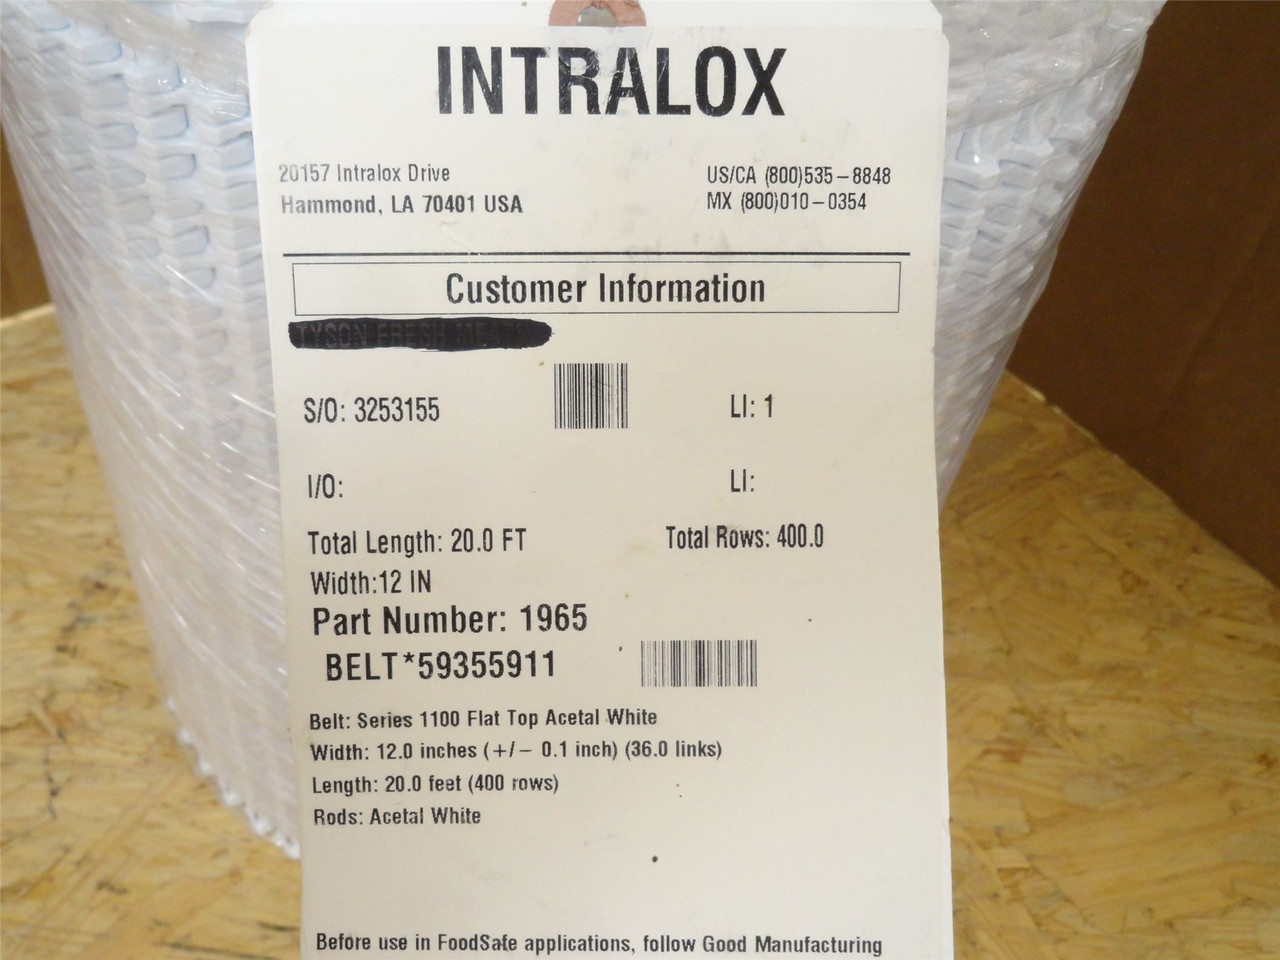 INTRALOX
20157 Intralox Drive
Hammond, LA 70401 USA
US/CA (800)535-8848
MX (800)010-0354
Customer Information
TYSON FRESH
S/O: 3253155
LI: 1
I/O:
LI:
Total Length: 20.0 FT
Total Rows: 400.0
Width:12 IN
Part Number: 1965
BELT*59355911
Belt: Series 1100 Flat Top Acetal White
Width: 12.0 inches (+/- 0.1 inch) (36.0 links)
Length: 20.0 feet (400 rows)
Rods: Acetal White
Before use in FoodSafe applications, follow Good Manufacturing